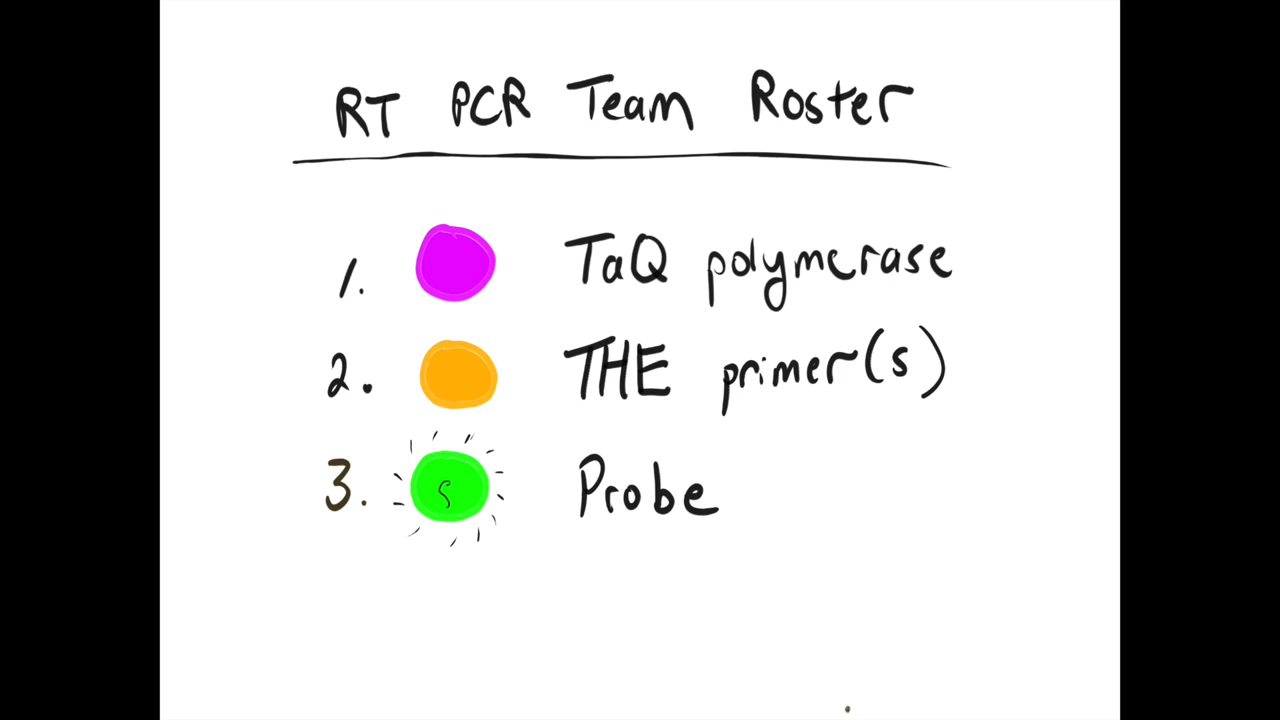 RT PCR Team Roster
1. TaQ polymerase
2. THE primer(s)
3. S Probe